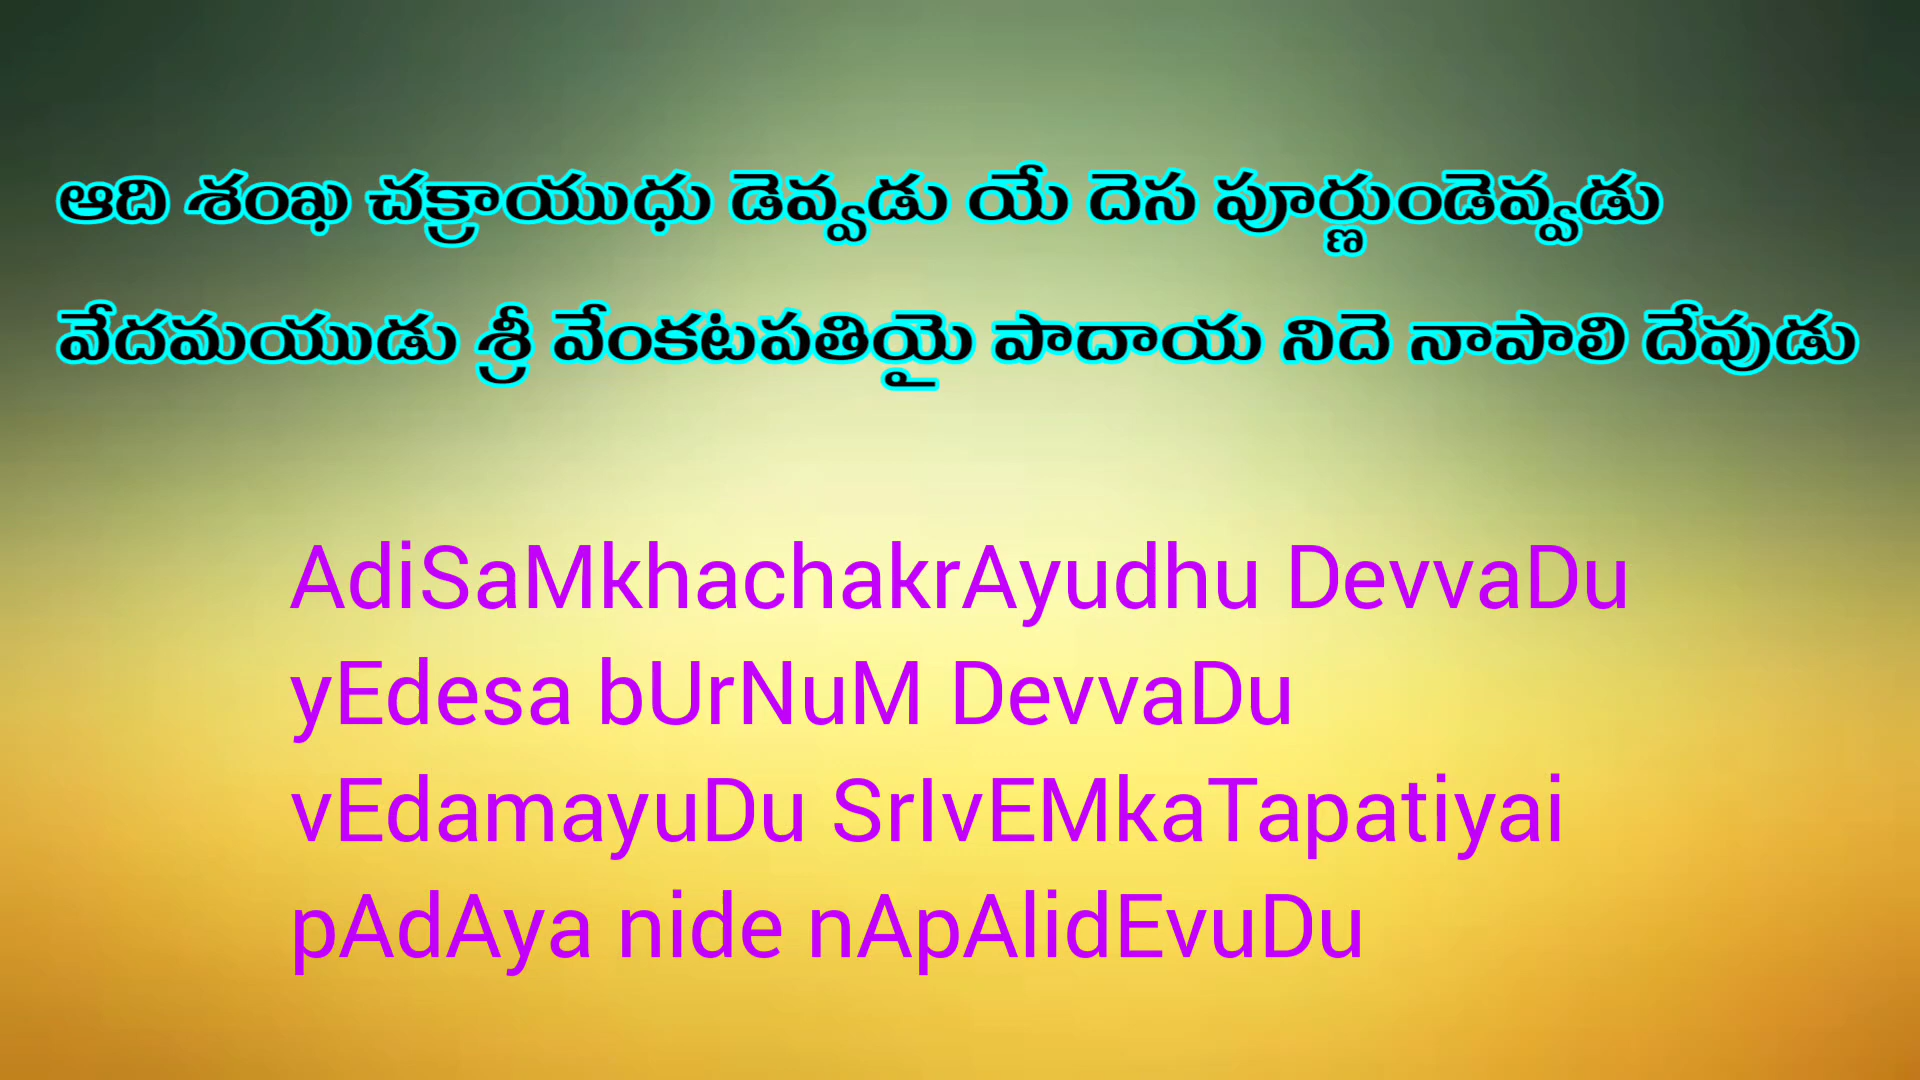 ఆది శంఖ చక్రాయుధు డెవ్వడు యే దెస పూర్ణుండెవ్వడు
వేదమయుడు శ్రీ వేంకటపతియై పాదాయ నిదె నాపాలి దేవుడు
AdiSaMkhachakrAyudhu DevvaDu
yEdesa bUrNuM DevvaDu
vEdamayuDu SrIvEMkaTapatiyai
pAdAya nide nApAlidEvuDu